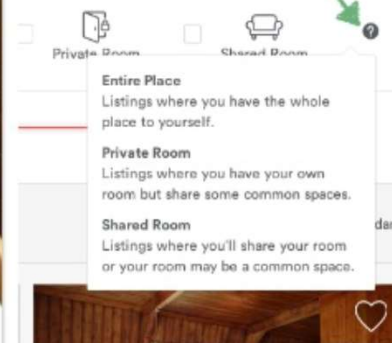 Private Room
Shared Room
?
Entire Place
Listings where you have the whole
place to yourself.
Private Room
Listings where you have your own
room but share some common spaces.
Shared Room
Listings where you'll share your room
or your room may be a common space.